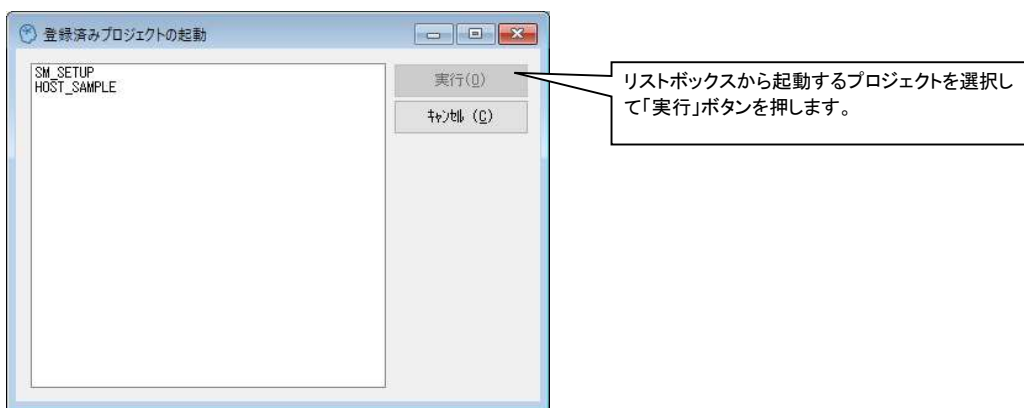 登録済みプロジェクトの起動
SM_SETUP
HOST_SAMPLE
実行(O)
ｷｬﾝｾﾙ (C)
リストボックスから起動するプロジェクトを選択し
て「実行」ボタンを押します。